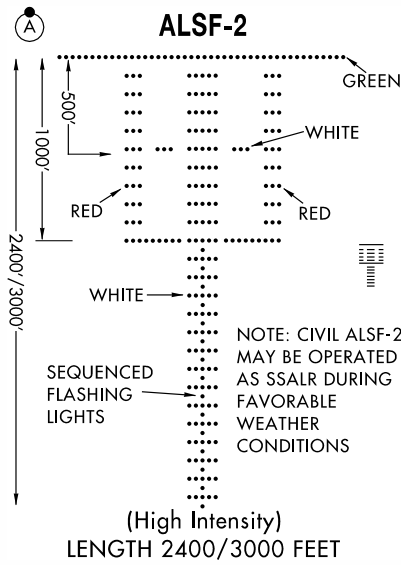 A
ALSF-2
GREEN
500'
1000'
2400'/3000'
WHITE
RED
RED
WHITE
SEQUENCED
FLASHING
LIGHTS
NOTE: CIVIL ALSF-2
MAY BE OPERATED
AS SSALR DURING
FAVORABLE
WEATHER
CONDITIONS
(High Intensity)
LENGTH 2400/3000 FEET